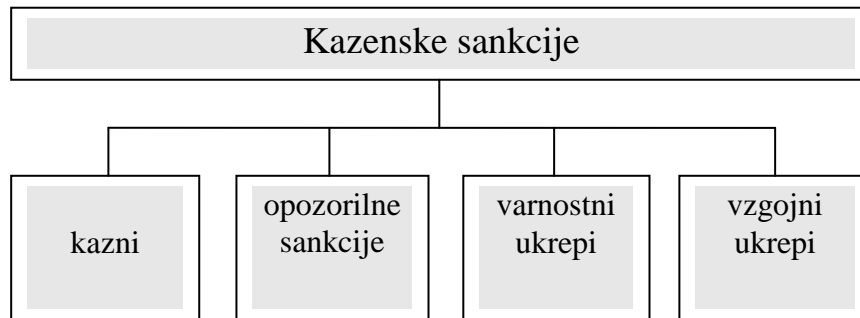 Kazenske sankcije
kazni
opozorilne
sankcije
varnostni
ukrepi
vzgojni
ukrepi